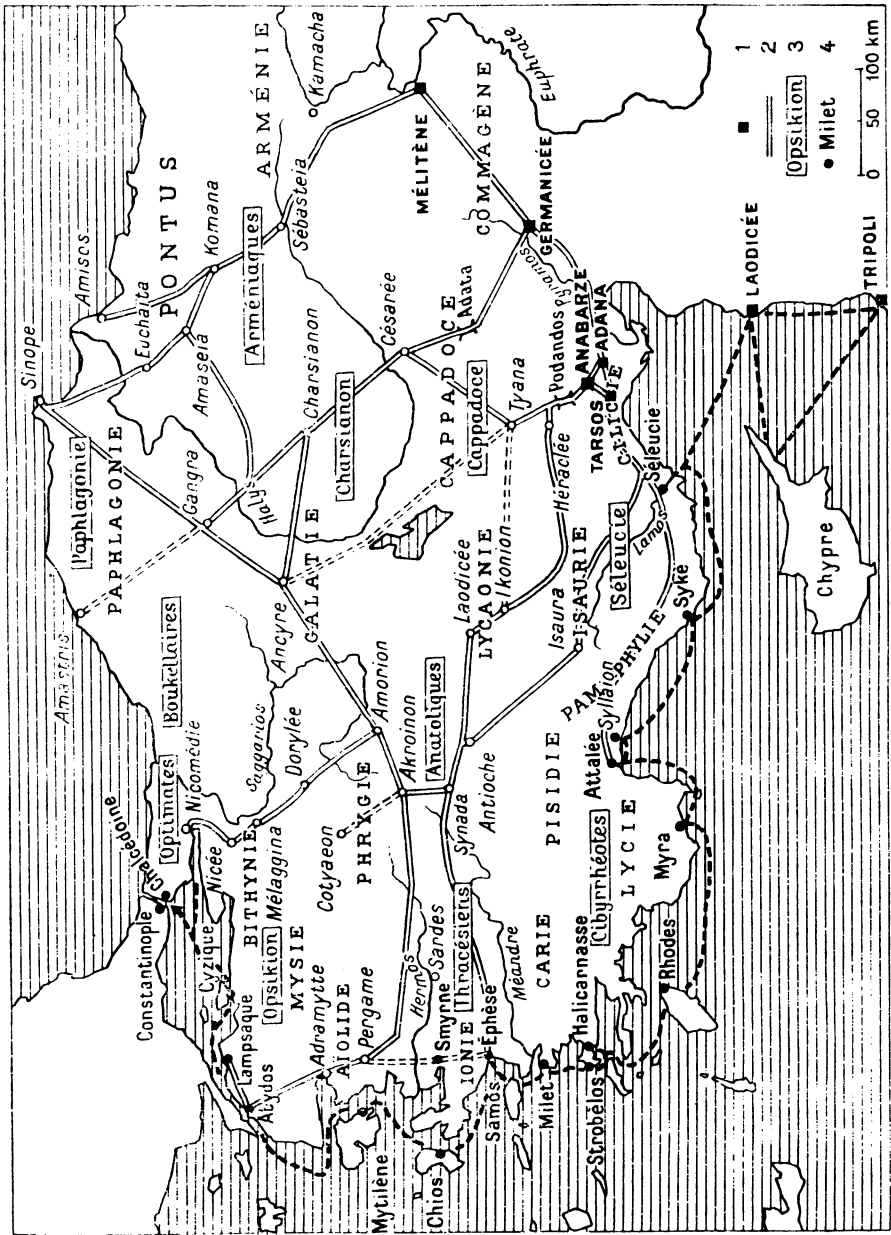 Sinope
Amisos
PONTUS
ARMÉNIE
Kamacha
Amastris
Paphlagonie
PAPHLAGONIE
Euchaïta
Komana
Amaseia
Arméniaques
Sébasteia
Gangra
Halys
Charsianon
Charsianon
MÉLITÈNE
Euphrate
Boukellaires
Optimates
Chalcédoine
Constantinople
Nicomédie
Nicée
Saggarios
Ancyre
GALATIE
Césarée
Adata
COMMAGÈNE
GERMANICÉE
Pyramos
CAPPADOCE
Cappadoce
Tyana
Podandos
ANABARZE
ADANA
TARSOS
CILICIE
Cyzique
BITHYNIE
Mélaggina
Dorylée
Amorion
Lampsaque
Abydos
Opsikion
MYSIE
Cotyaeon
PHRYGIE
Akroinon
Anatoliques
Laodicée
LYCAONIE
Ikonion
Héraclée
Adramytte
AIOLIDE
Pergame
Hermos
Sardes
Synada
Antioche
Isaura
ISAURIE
Séleucie
Séleucie
Lamos
Mytilène
Chios
Smyrne
IONIE
Thracésiens
Ephèse
Samos
Méandre
CARIE
PISIDIE
PAMPHYLIE
Syllaion
Attalée
Sykè
Milet
Halicarnasse
Strobélos
Cibyrrhéotes
LYCIE
Myra
Rhodes
Chypre
LAODICÉE
TRIPOLI
1
2
Opsikion 3
Milet 4
0 50 100 km